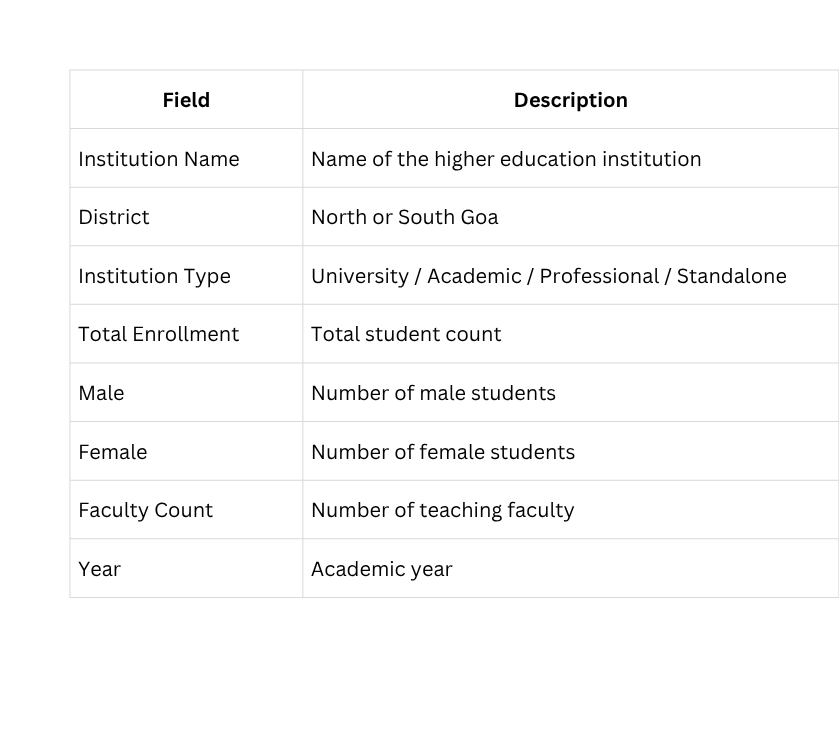 Field Description
Institution Name Name of the higher education institution
District North or South Goa
Institution Type University / Academic / Professional / Standalone
Total Enrollment Total student count
Male Number of male students
Female Number of female students
Faculty Count Number of teaching faculty
Year Academic year